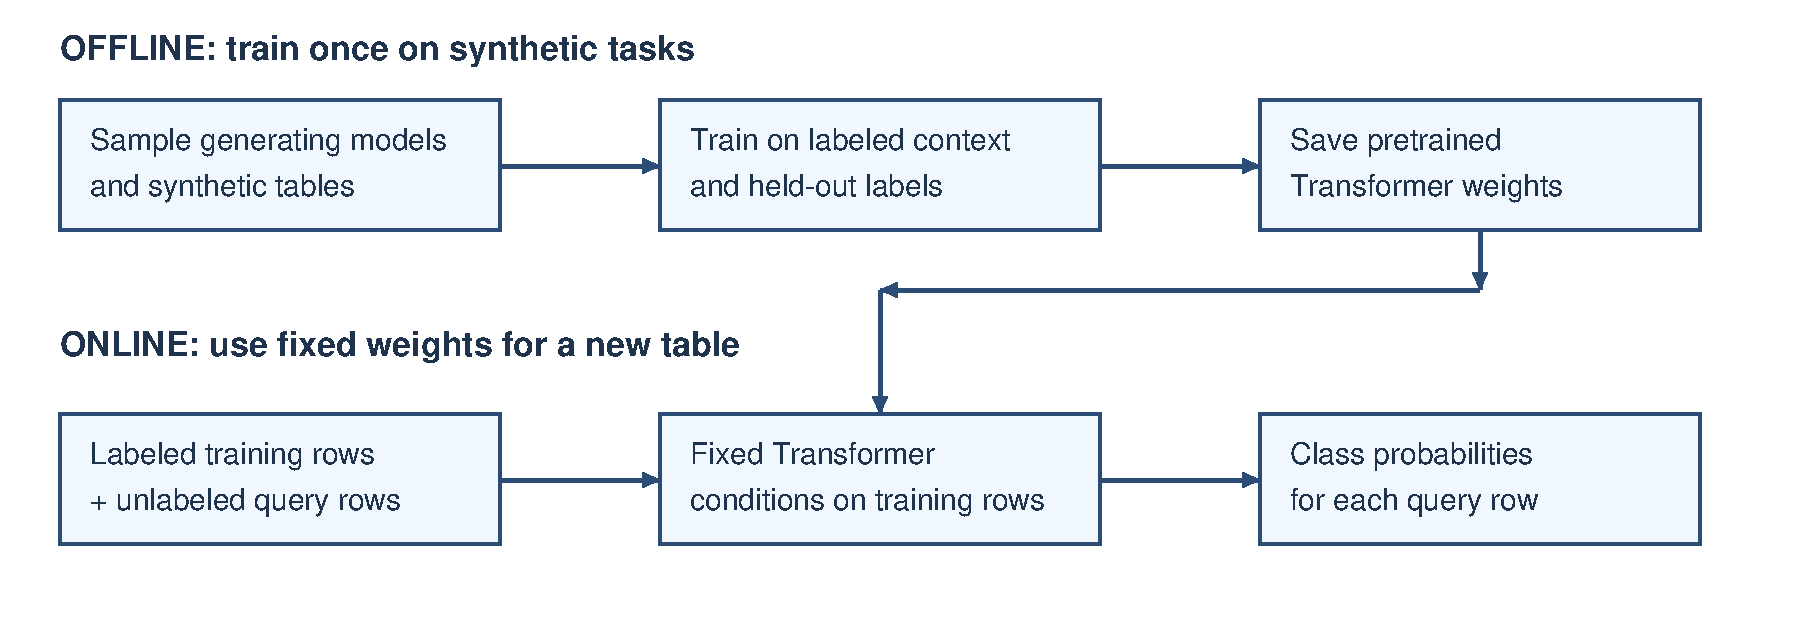 OFFLINE: train once on synthetic tasks
Sample generating models
and synthetic tables
Train on labeled context
and held-out labels
Save pretrained
Transformer weights
ONLINE: use fixed weights for a new table
Labeled training rows
+ unlabeled query rows
Fixed Transformer
conditions on training rows
Class probabilities
for each query row